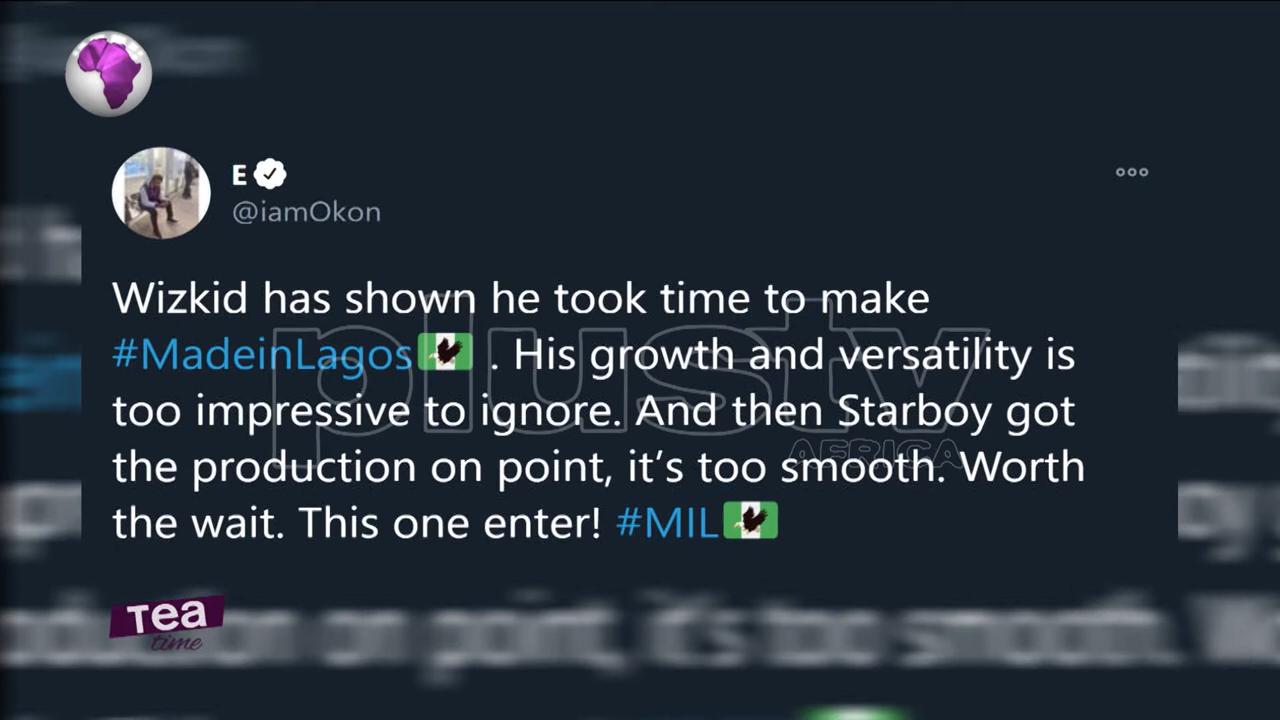 E
@iamOkon
Wizkid has shown he took time to make
#MadeinLagos . His growth and versatility is
too impressive to ignore. And then Starboy got
the production on point, it's too smooth. Worth
the wait. This one enter! #MIL
plustv
AFRICA
Tea
time